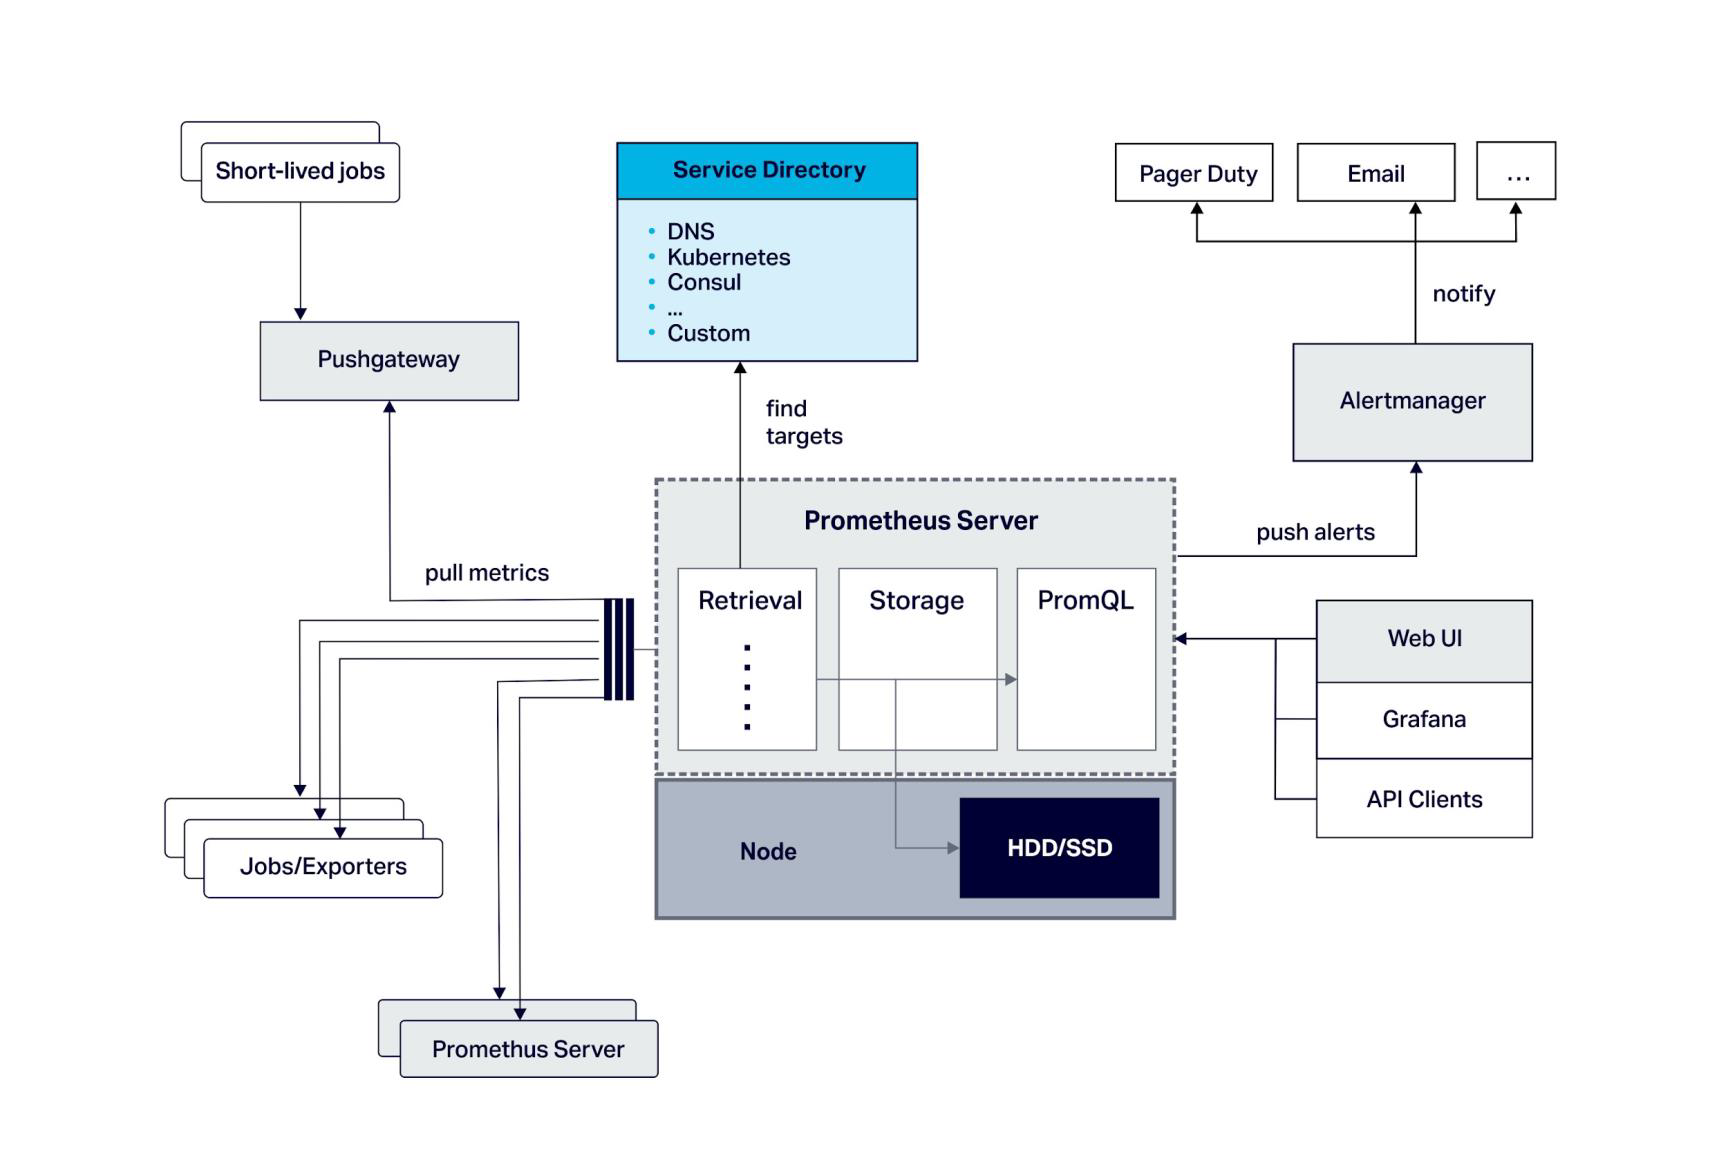 Short-lived jobs
Service Directory
• DNS
• Kubernetes
• Consul
• ...
• Custom
Pager Duty
Email
...
notify
Pushgateway
Alertmanager
find
targets
push alerts
pull metrics
Prometheus Server
Retrieval
Storage
PromQL
Web UI
Grafana
API Clients
Node
HDD/SSD
Jobs/Exporters
Promethus Server